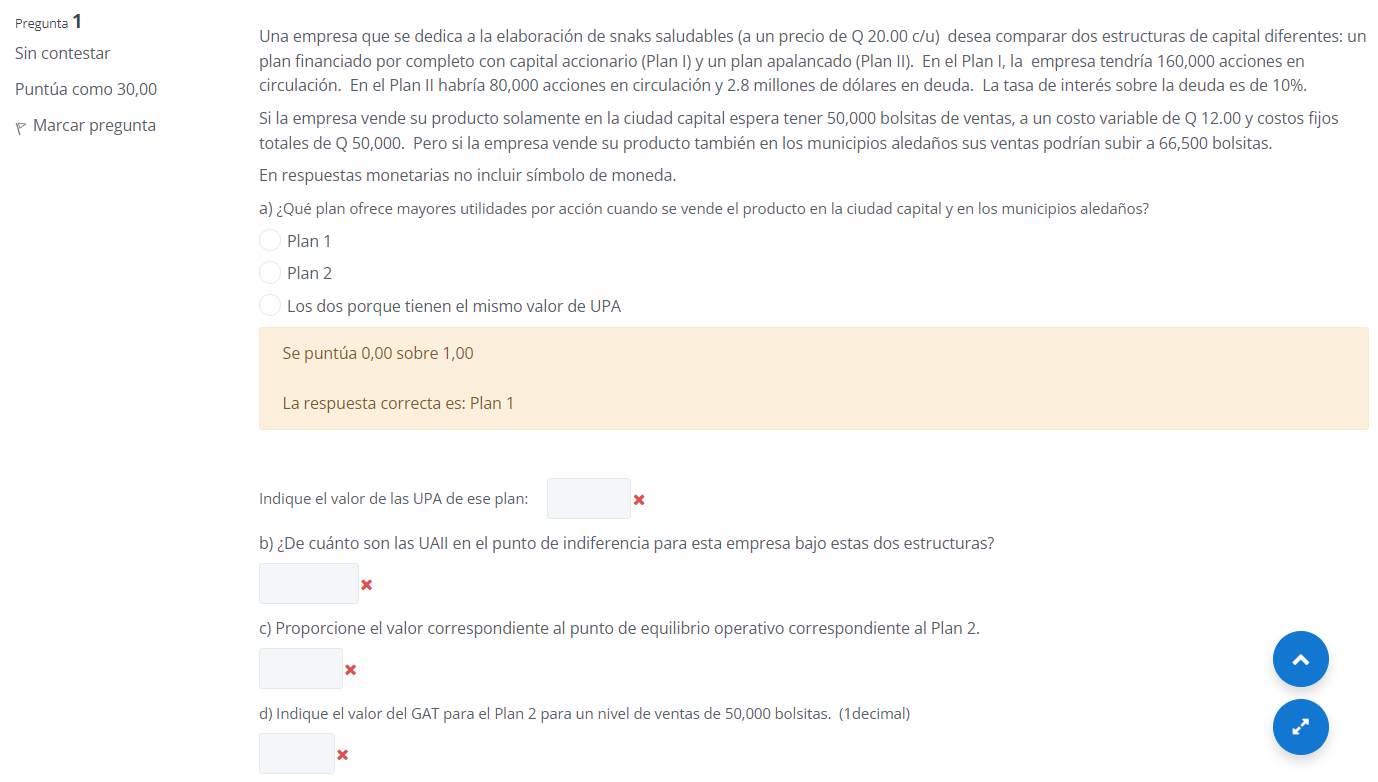 Pregunta 1
Sin contestar
Puntúa como 30,00
Marcar pregunta
Una empresa que se dedica a la elaboración de snaks saludables (a un precio de Q 20.00 c/u) desea comparar dos estructuras de capital diferentes: un
plan financiado por completo con capital accionario (Plan I) y un plan apalancado (Plan II). En el Plan I, la empresa tendría 160,000 acciones en
circulación. En el Plan II habría 80,000 acciones en circulación y 2.8 millones de dólares en deuda. La tasa de interés sobre la deuda es de 10%.
Si la empresa vende su producto solamente en la ciudad capital espera tener 50,000 bolsitas de ventas, a un costo variable de Q 12.00 y costos fijos
totales de Q 50,000. Pero si la empresa vende su producto también en los municipios aledaños sus ventas podrían subir a 66,500 bolsitas.
En respuestas monetarias no incluir símbolo de moneda.
a) ¿Qué plan ofrece mayores utilidades por acción cuando se vende el producto en la ciudad capital y en los municipios aledaños?
Plan 1
Plan 2
Los dos porque tienen el mismo valor de UPA
Se puntúa 0,00 sobre 1,00
La respuesta correcta es: Plan 1
Indique el valor de las UPA de ese plan:
b) ¿De cuánto son las UAII en el punto de indiferencia para esta empresa bajo estas dos estructuras?
c) Proporcione el valor correspondiente al punto de equilibrio operativo correspondiente al Plan 2.
d) Indique el valor del GAT para el Plan 2 para un nivel de ventas de 50,000 bolsitas. (1decimal)